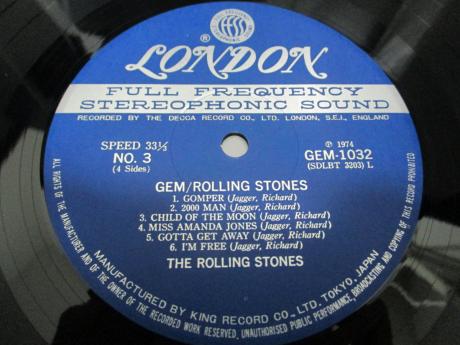 LONDON
FULL FREQUENCY
STEREOPHONIC SOUND
RECORDED BY THE DECCA RECORD CO., LTD. LONDON, S.E.I., ENGLAND
SPEED 33⅓
NO. 3
(4 Sides)
℗ 1974
GEM-1032
(SDLBT 3203) L
GEM/ROLLING STONES
1. GOMPER (Jagger, Richard)
2. 2000 MAN (Jagger, Richard)
3. CHILD OF THE MOON (Jagger, Richard)
4. MISS AMANDA JONES (Jagger, Richard)
5. GOTTA GET AWAY (Jagger, Richard)
6. I'M FREE (Jagger, Richard)
THE ROLLING STONES
MANUFACTURED BY KING RECORD CO., LTD. TOKYO, JAPAN
ALL RIGHTS OF THE MANUFACTURER AND OF THE OWNER OF THE RECORDED WORK RESERVED, UNAUTHORISED PUBLIC PERFORMANCE, BROADCASTING AND COPYING OF THIS RECORD PROHIBITED